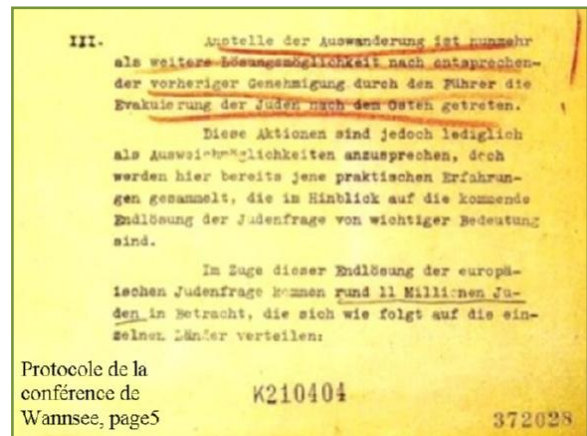 III. Anstelle der Auswanderung ist nunmehr
als weitere Lösungsmöglichkeit nach entsprechen-
der vorheriger Genehmigung durch den Führer die
Evakuierung der Juden nach dem Osten getreten.
Diese Aktionen sind jedoch lediglich
als Ausweichmöglichkeiten anzusprechen, doch
werden hier bereits jene praktischen Erfahrun-
gen gesammelt, die im Hinblick auf die kommende
Endlösung der Judenfrage von wichtiger Bedeutung
sind.
Im Zuge dieser Endlösung der europä-
ischen Judenfrage kommen rund 11 Millionen Ju-
den in Betracht, die sich wie folgt auf die ein-
zelnen Länder verteilen:
Protocole de la
conférence de
Wannsee, page5
K210404
372028